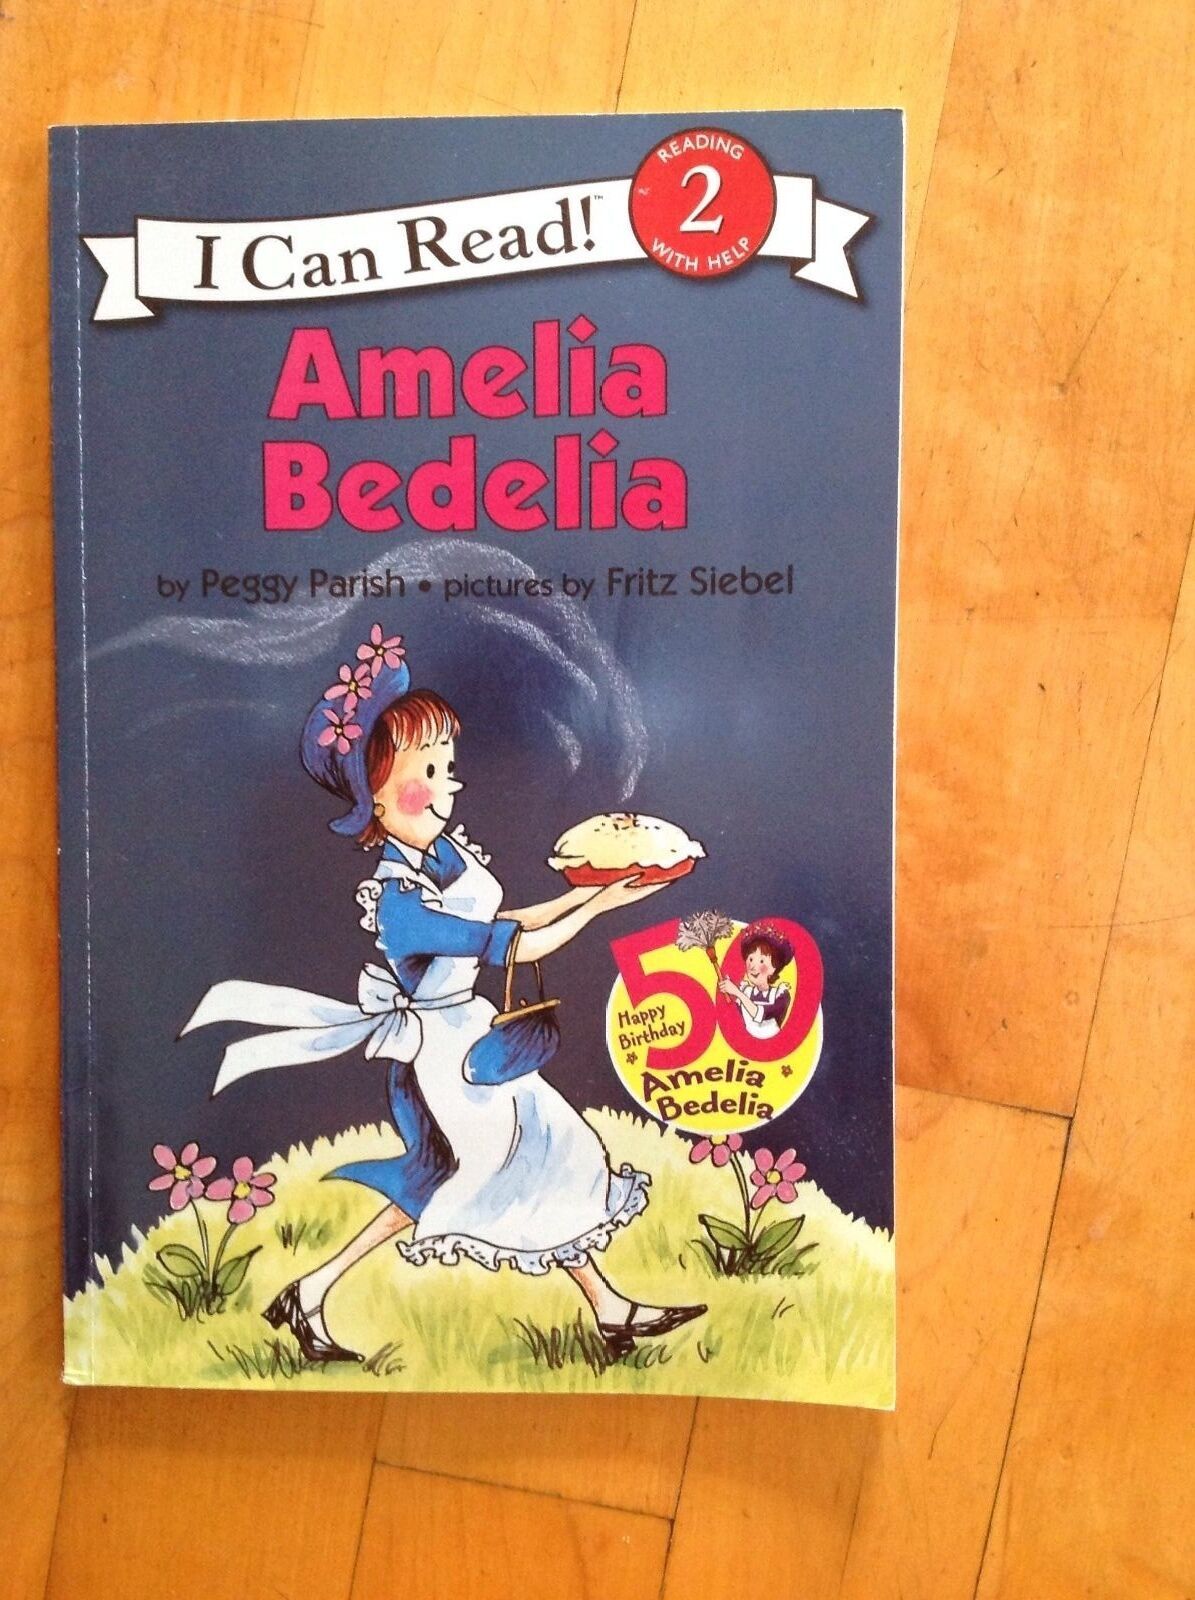 READING
2
WITH HELP
I Can Read!™
Amelia
Bedelia
by Peggy Parish • pictures by Fritz Siebel
50
Happy
Birthday
Amelia
Bedelia